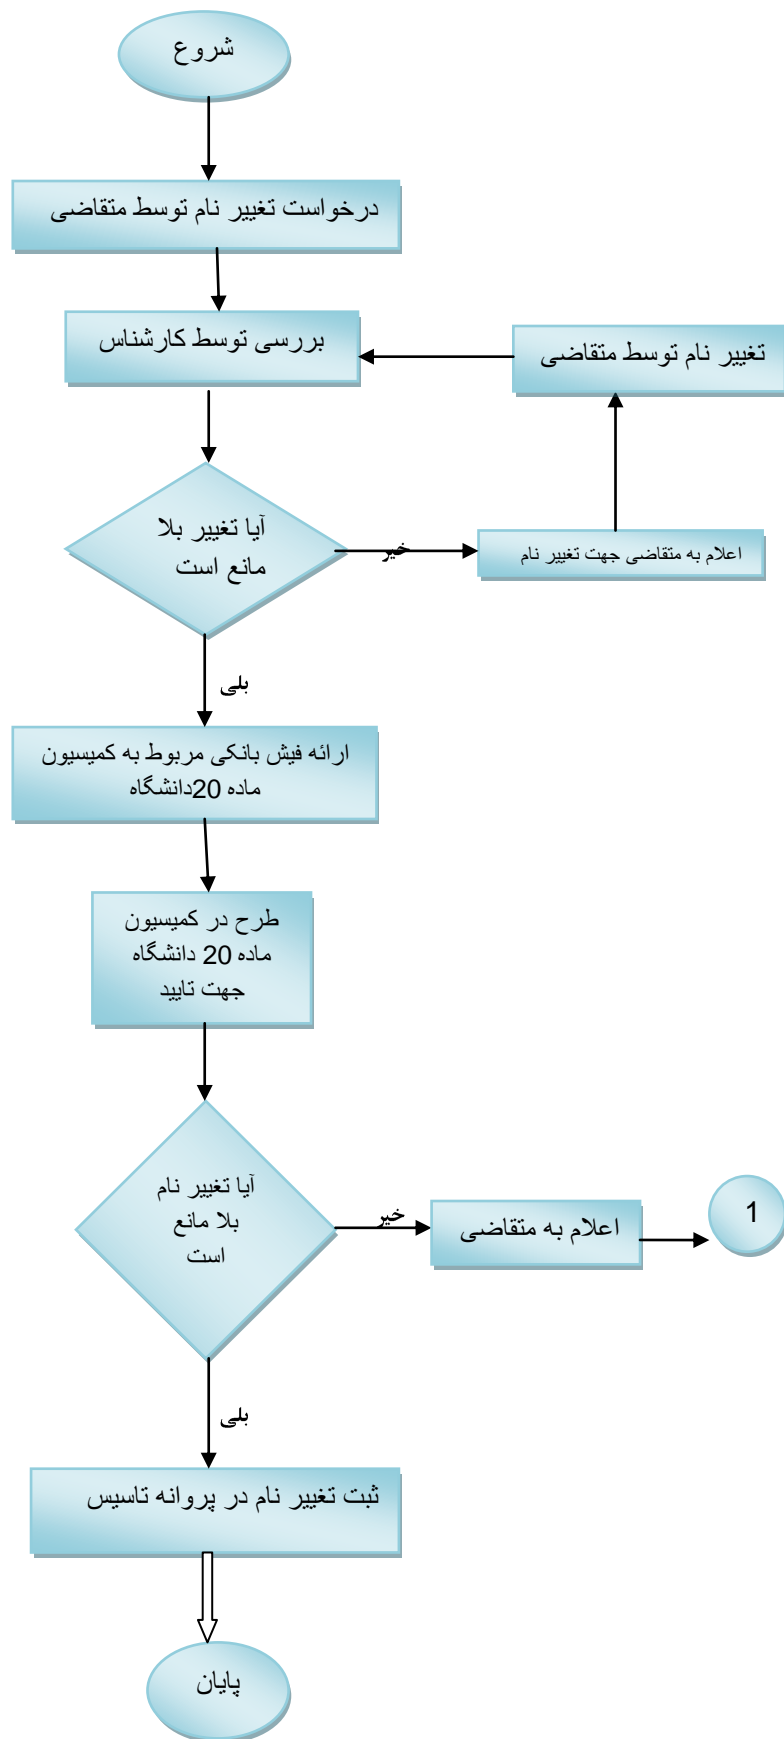 شروع
درخواست تغییر نام توسط متقاضی
بررسی توسط کارشناس
تغییر نام توسط متقاضی
آیا تغییر بلا
مانع است
خیر
اعلام به متقاضی جهت تغییر نام
بلی
ارائه فیش بانکی مربوط به کمیسیون
ماده 20دانشگاه
طرح در کمیسیون
ماده 20 دانشگاه
جهت تایید
آیا تغییر نام
بلا مانع
است
خیر
اعلام به متقاضی
1
بلی
ثبت تغییر نام در پروانه تاسیس
پایان